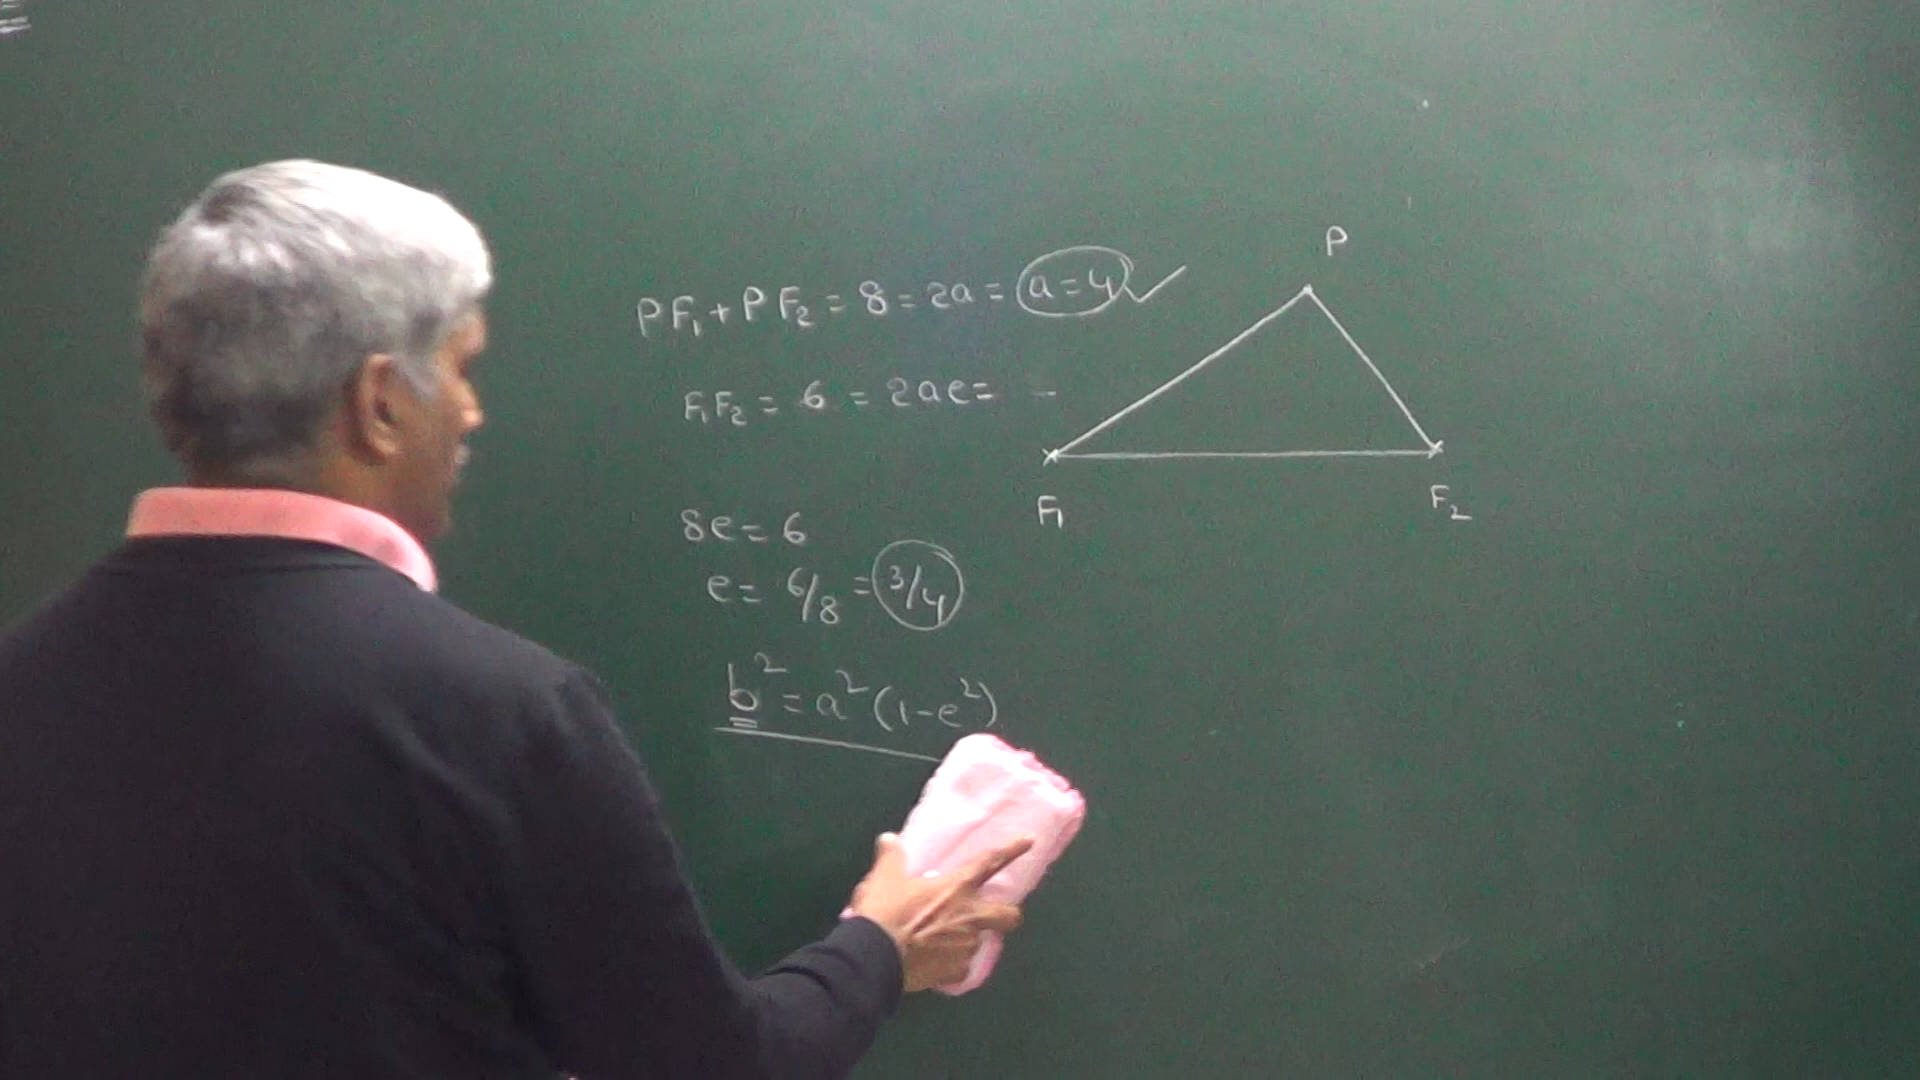 PF₁ + PF₂ = 8 = 2a = a = 4 ✓
F₁F₂ = 6 = 2ae = -
8e = 6
e = 6/8 = 3/4
b² = a² (1 - e²)
P
F₁
F₂